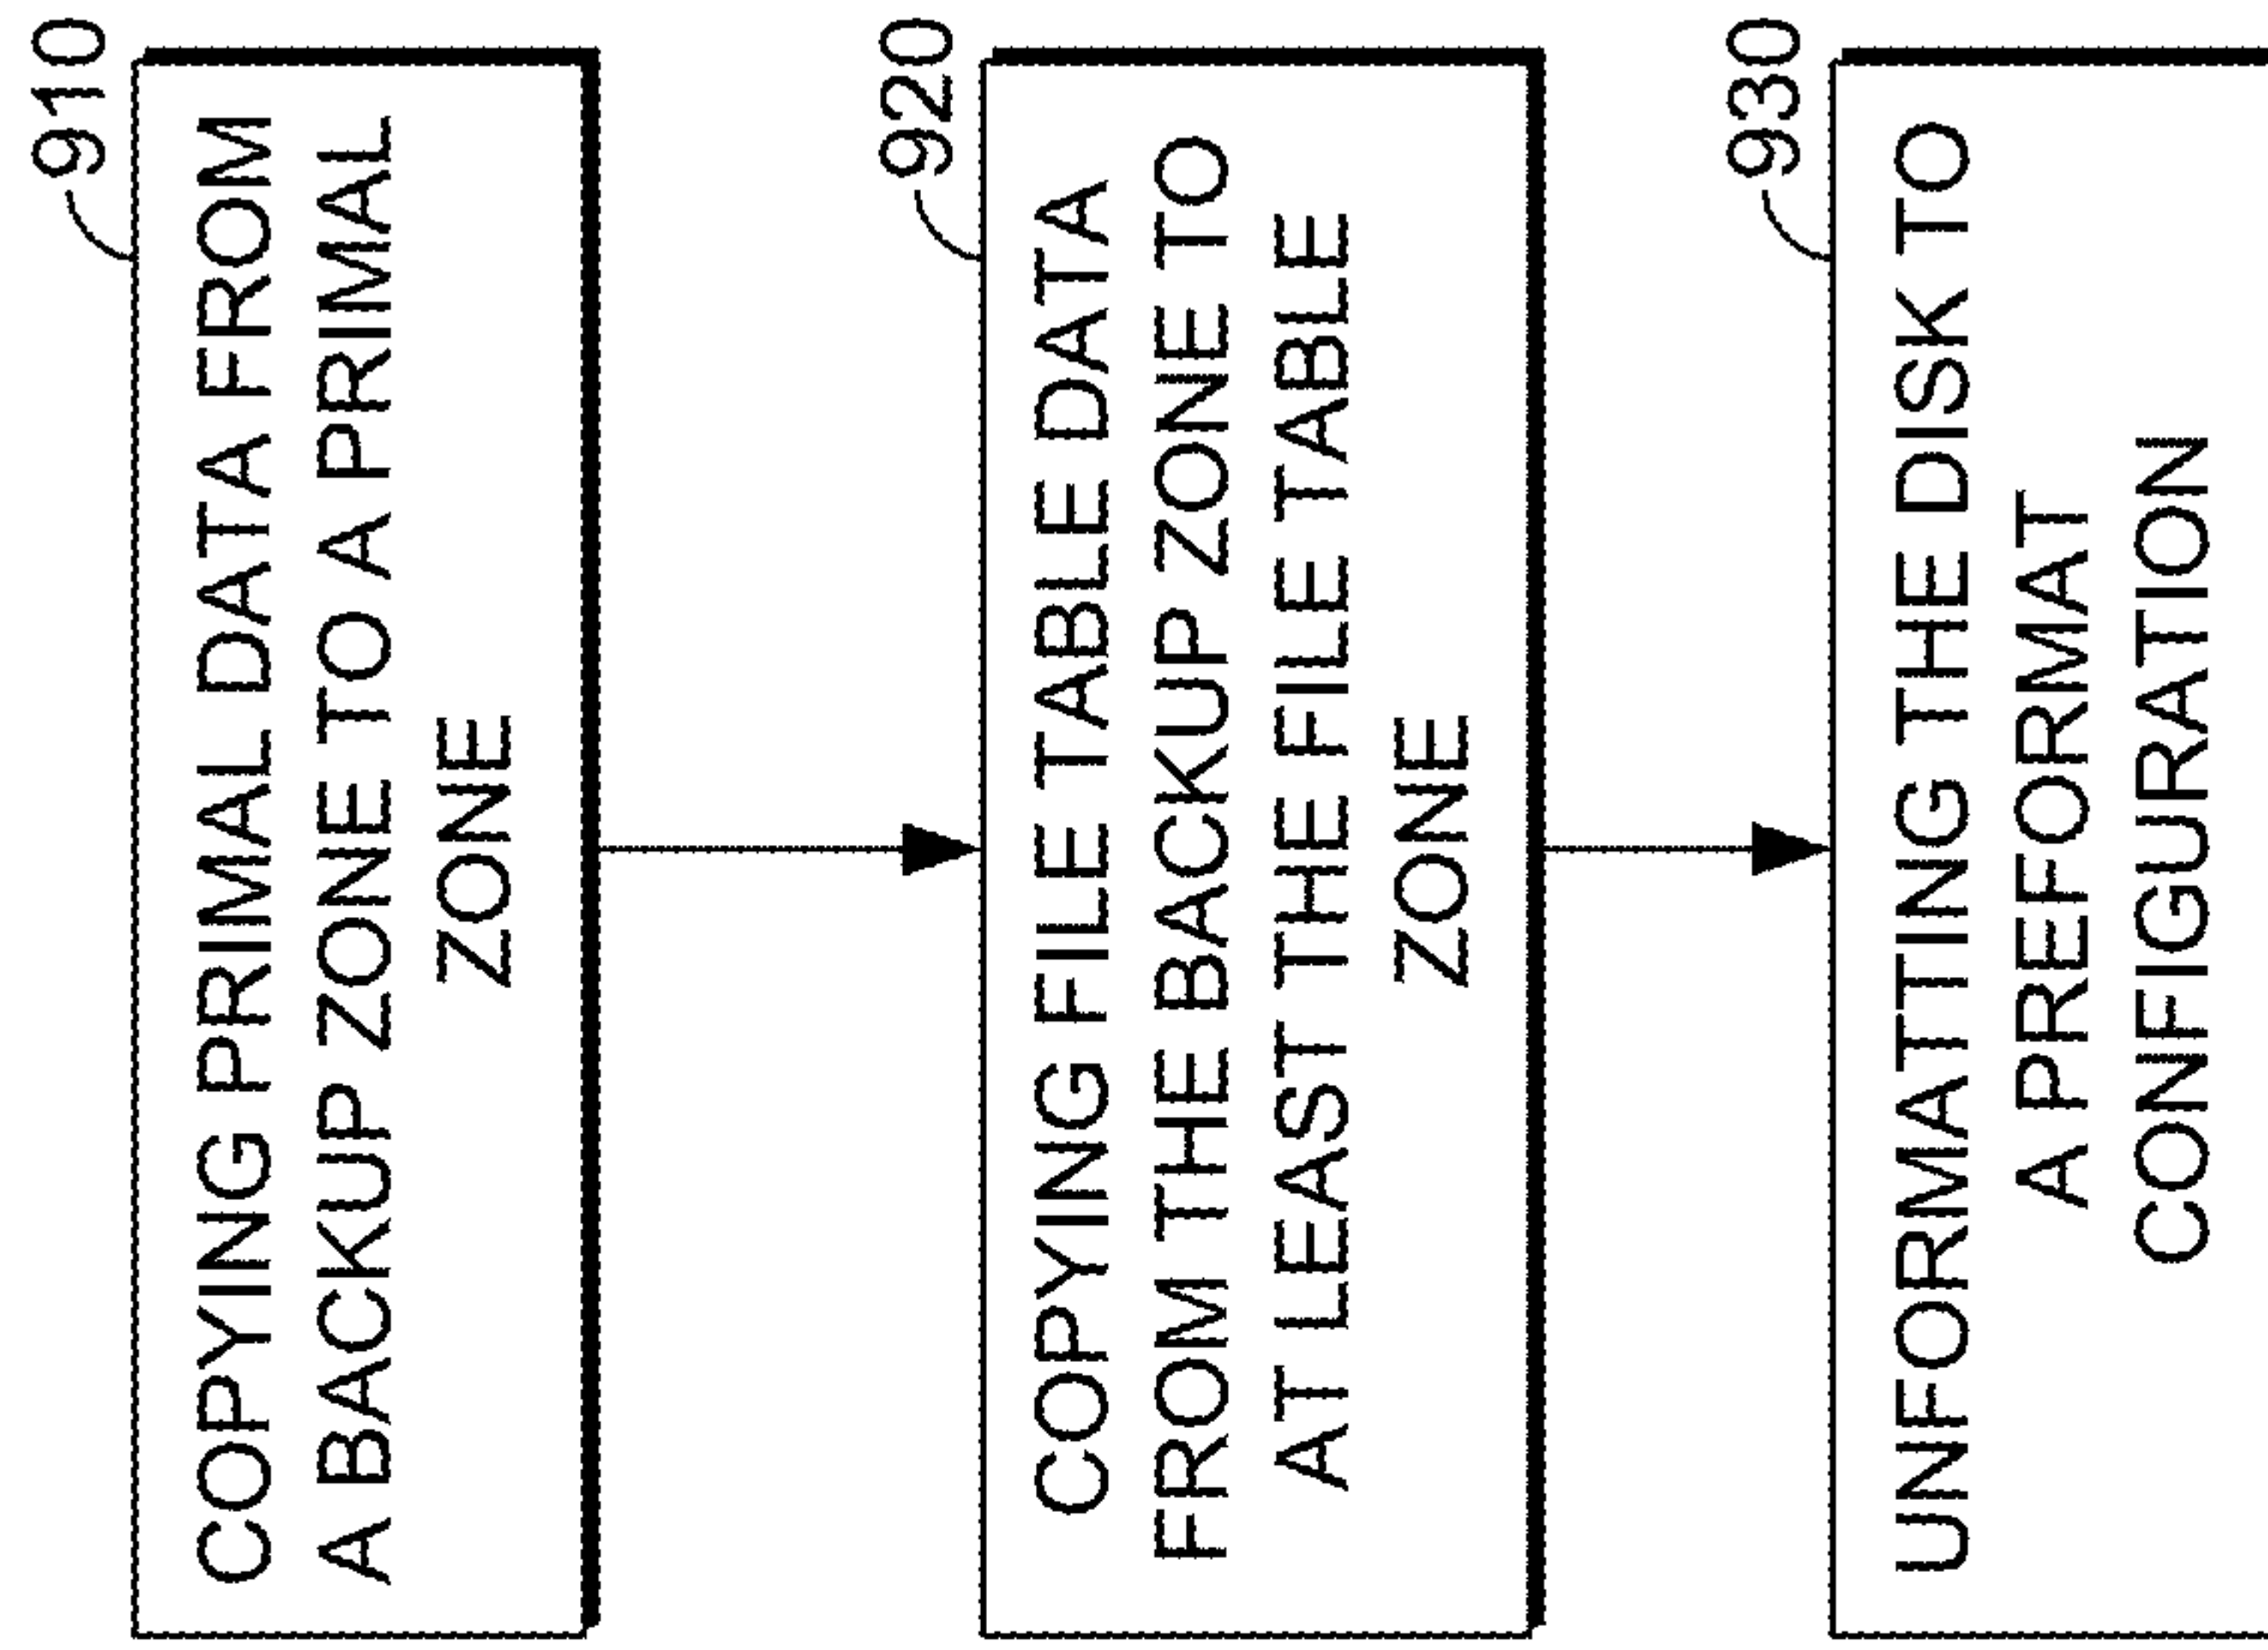 910
COPYING PRIMAL DATA FROM
A BACKUP ZONE TO A PRIMAL
ZONE
920
COPYING FILE TABLE DATA
FROM THE BACKUP ZONE TO
AT LEAST THE FILE TABLE
ZONE
930
UNFORMATTING THE DISK TO
A PREFORMAT
CONFIGURATION